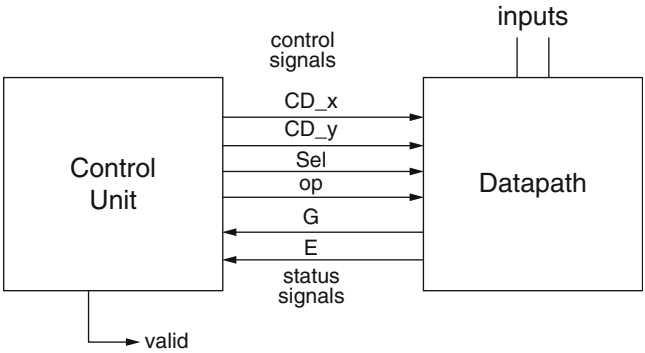 inputs
control
signals
CD_x
CD_y
Sel
op
G
E
status
signals
Control
Unit
Datapath
valid